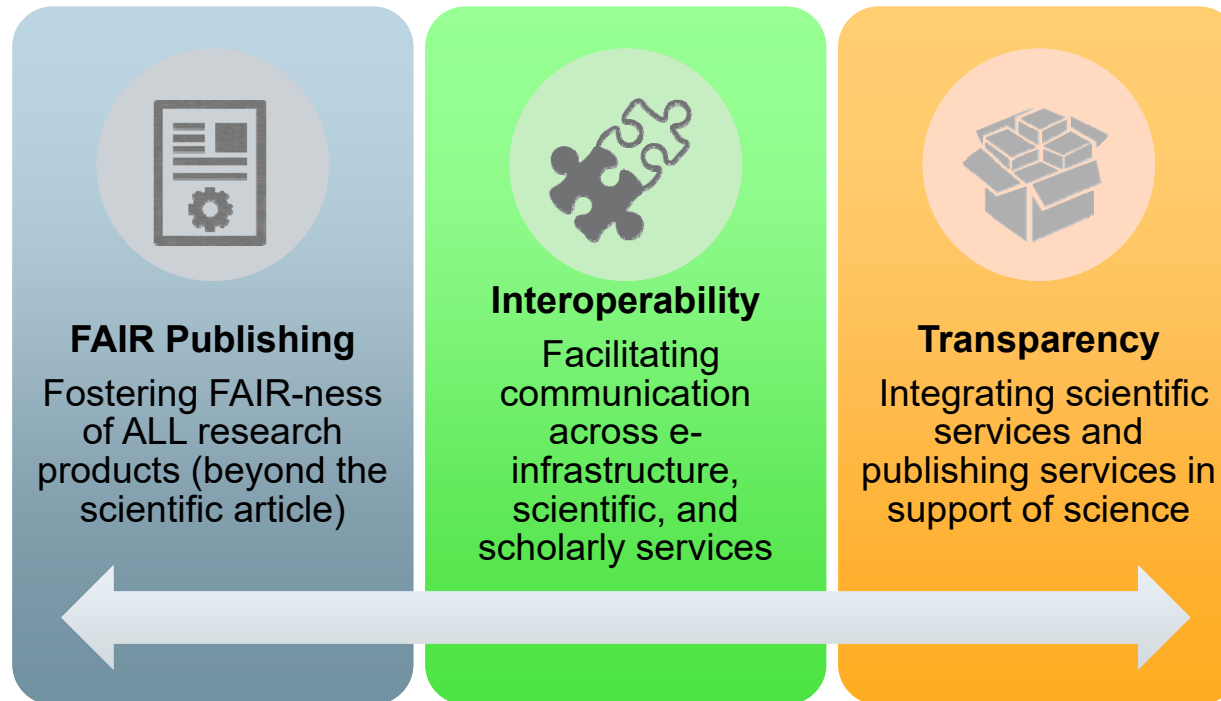 FAIR Publishing
Fostering FAIR-ness
of ALL research
products (beyond the
scientific article)
Interoperability
Facilitating
communication
across e-
infrastructure,
scientific, and
scholarly services
Transparency
Integrating scientific
services and
publishing services in
support of science